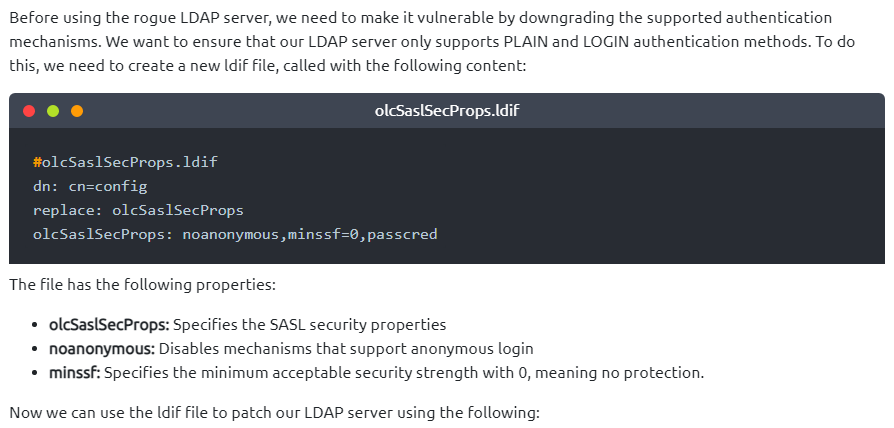 Before using the rogue LDAP server, we need to make it vulnerable by downgrading the supported authentication
mechanisms. We want to ensure that our LDAP server only supports PLAIN and LOGIN authentication methods. To do
this, we need to create a new ldif file, called with the following content:
olcSaslSecProps.ldif
#olcSaslSecProps.ldif
dn: cn=config
replace: olcSaslSecProps
olcSaslSecProps: noanonymous,minssf=0,passcred
The file has the following properties:
• olcSaslSecProps: Specifies the SASL security properties
• noanonymous: Disables mechanisms that support anonymous login
• minssf: Specifies the minimum acceptable security strength with 0, meaning no protection.
Now we can use the ldif file to patch our LDAP server using the following: